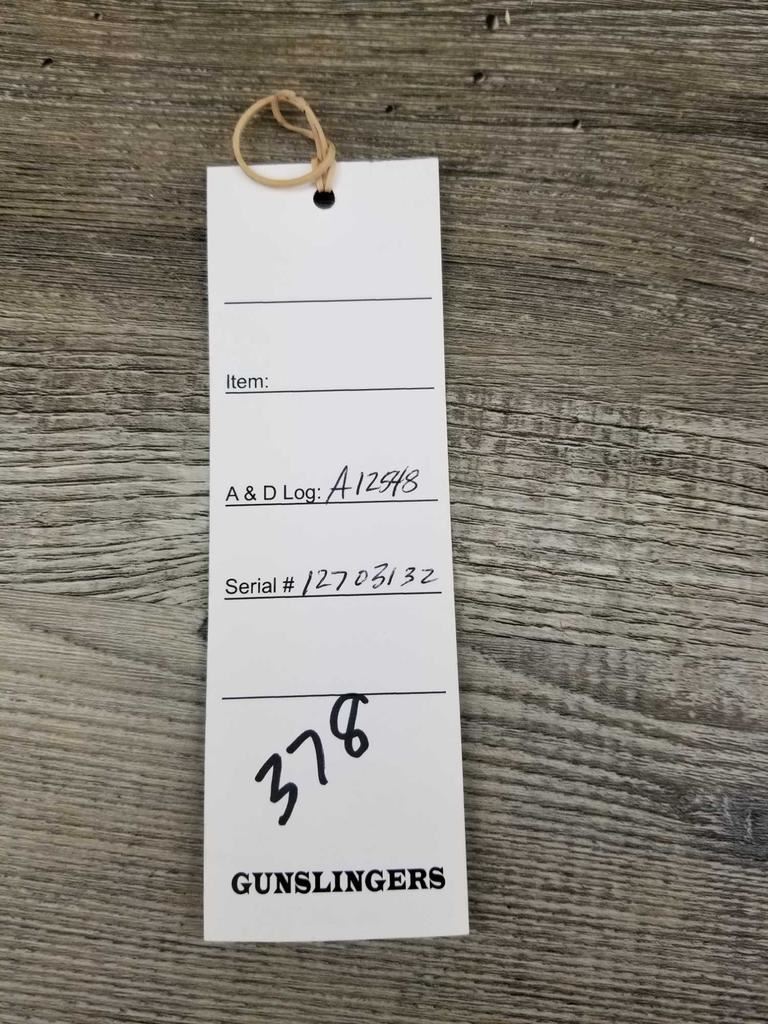 Item:
A & D Log: A12548
Serial # 12703132
378
GUNSLINGERS